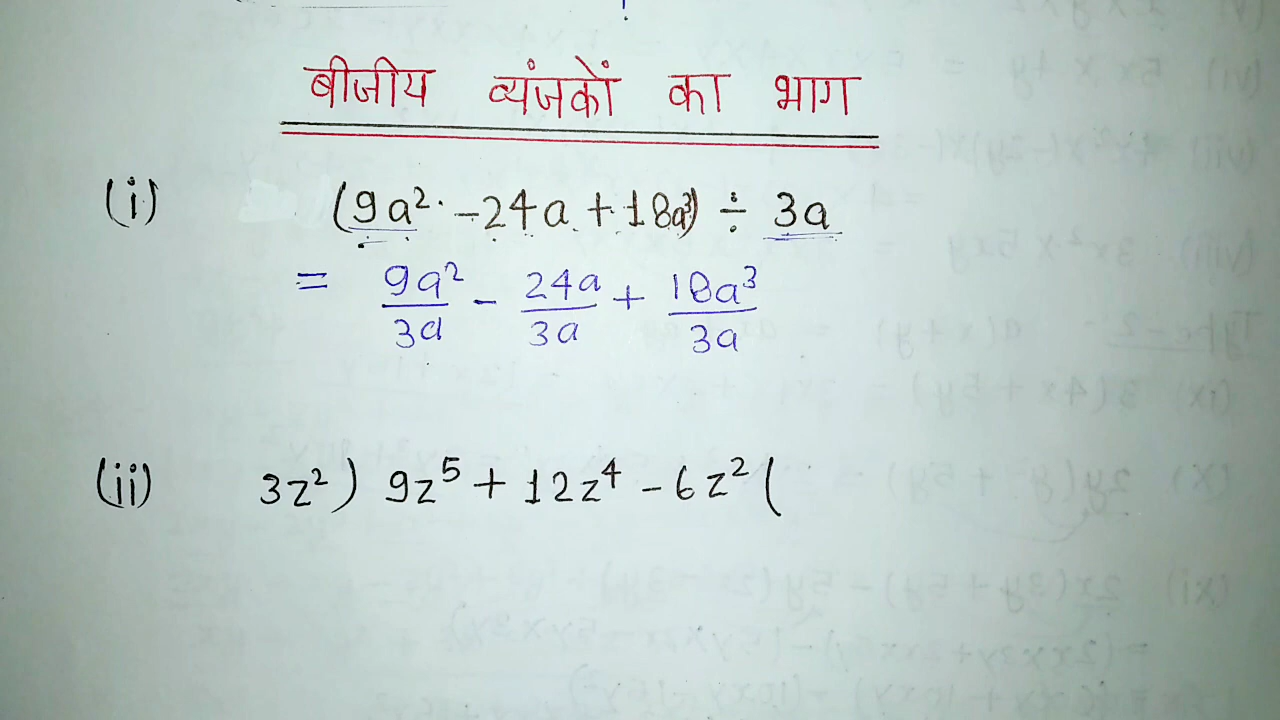 बीजीय व्यंजकों का भाग
(i) (9a² - 24a + 18a³) ÷ 3a
= 9a²/3a - 24a/3a + 18a³/3a
(ii) 3z² ) 9z⁵ + 12z⁴ - 6z² (